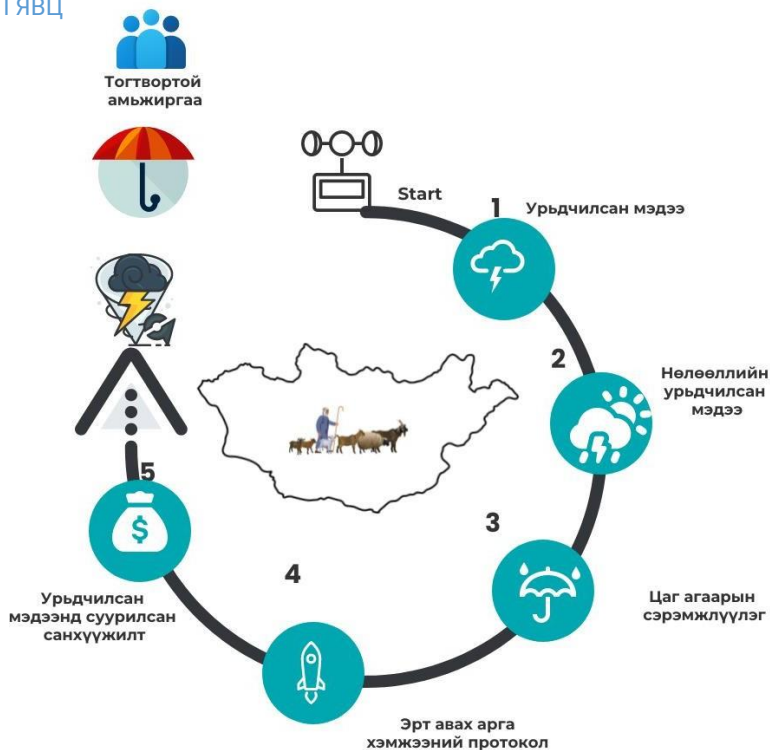 ГЯВЦ
Тогтвортой
амьжиргаа
Start
1
Урьдчилсан мэдээ
2
Нөлөөллийн
урьдчилсан
мэдээ
3
Цаг агаарын
сэрэмжлүүлэг
4
Эрт авах арга
хэмжээний протокол
5
$
Урьдчилсан
мэдээнд суурилсан
санхүүжилт